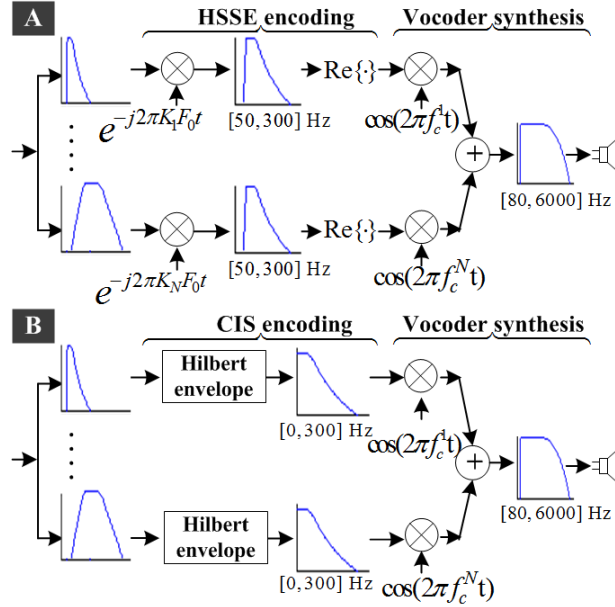 A
HSSE encoding
Vocoder synthesis
Re{·}
[50,300] Hz
e^{-j2πK_1F_0t}
cos(2πf_c^1t)
+
[80,6000] Hz
Re{·}
[50,300] Hz
e^{-j2πK_NF_0t}
cos(2πf_c^Nt)
B
CIS encoding
Vocoder synthesis
Hilbert
envelope
[0,300] Hz
cos(2πf_c^1t)
+
[80,6000] Hz
Hilbert
envelope
[0,300] Hz
cos(2πf_c^Nt)